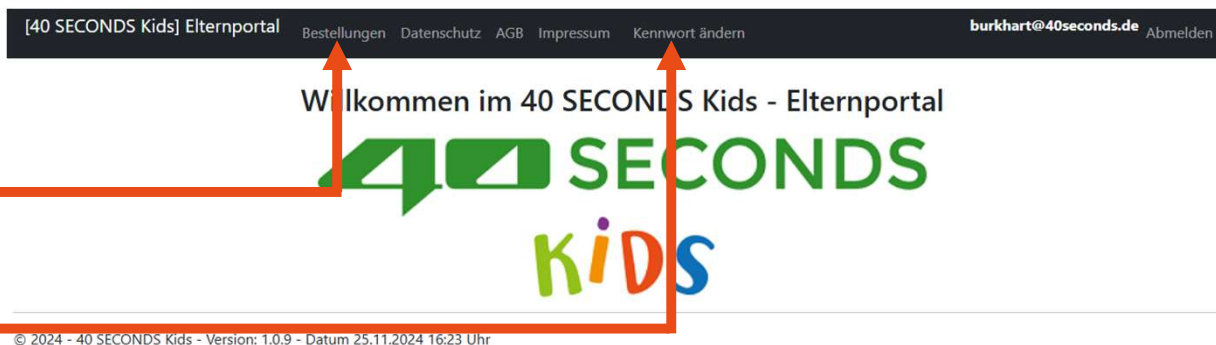 [40 SECONDS Kids] Elternportal Bestellungen Datenschutz AGB Impressum Kennwort ändern burkhart@40seconds.de Abmelden
Willkommen im 40 SECONDS Kids - Elternportal
40 SECONDS
KiDS
© 2024 - 40 SECONDS Kids - Version: 1.0.9 - Datum 25.11.2024 16:23 Uhr